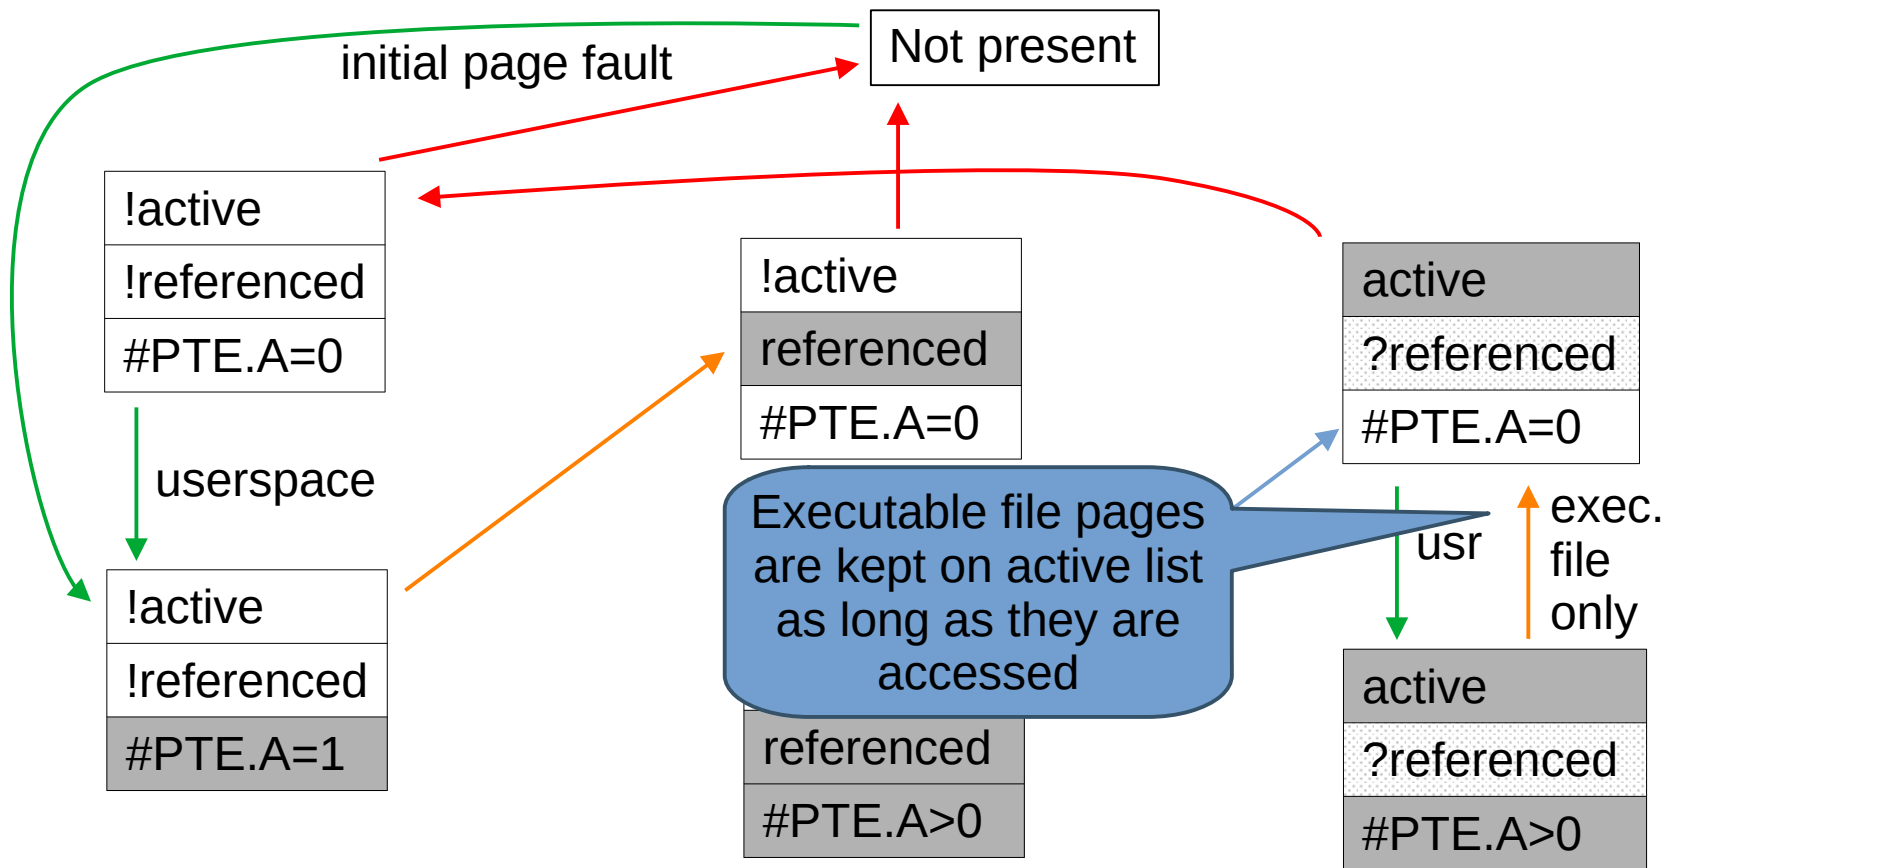 Not present
initial page fault
!active
!referenced
#PTE.A=0
!active
referenced
#PTE.A=0
active
?referenced
#PTE.A=0
userspace
Executable file pages
are kept on active list
as long as they are
accessed
usr
exec.
file
only
!active
!referenced
#PTE.A=1
referenced
#PTE.A>0
active
?referenced
#PTE.A>0